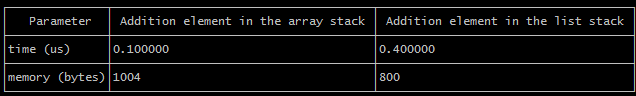 Parameter Addition element in the array stack Addition element in the list stack
time (us) 0.100000 0.400000
memory (bytes) 1004 800